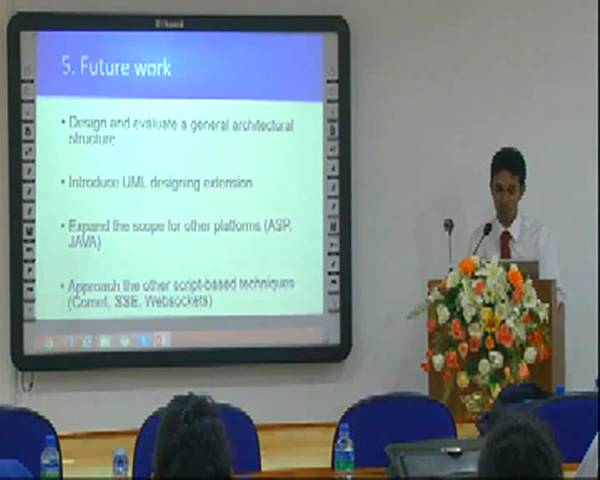 5. Future work
• Design and evaluate a general architectural
structure
• Introduce UML designing extension
• Expand the scope for other platforms (ASP,
JAVA)
• Approach the other script-based techniques
(Comet, SSE, Websockets)